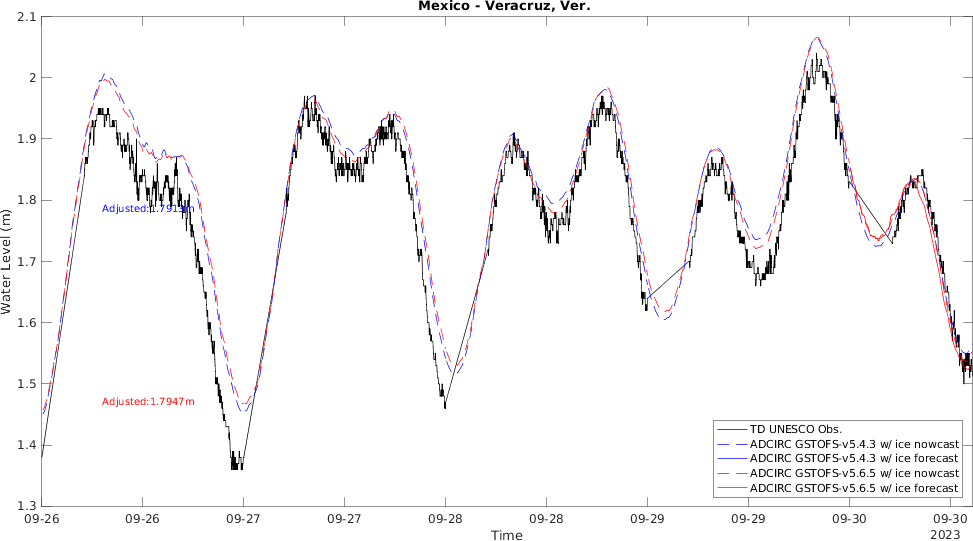 Mexico - Veracruz, Ver.
2.1
2
1.9
1.8
1.7
1.6
1.5
1.4
1.3
Water Level (m)
Adjusted:1.7947m
TD UNESCO Obs.
ADCIRC GSTOFS-v5.4.3 w/ ice nowcast
ADCIRC GSTOFS-v5.4.3 w/ ice forecast
ADCIRC GSTOFS-v5.6.5 w/ ice nowcast
ADCIRC GSTOFS-v5.6.5 w/ ice forecast
09-26 09-26 09-27 09-27 09-28 09-28 09-29 09-29 09-30 09-30
2023
Time